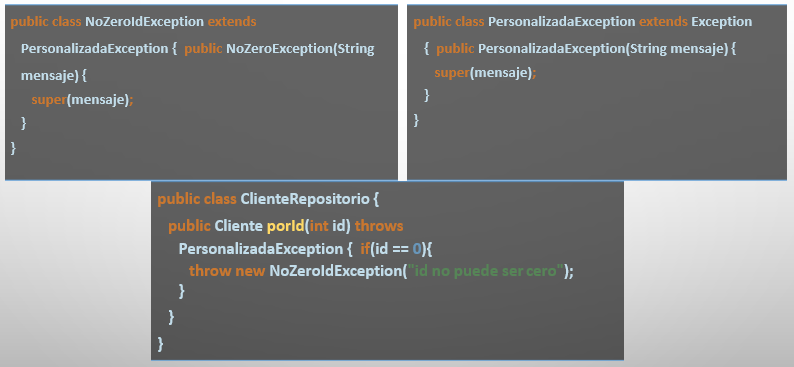 public class NoZeroIdException extends
PersonalizadaException { public NoZeroException(String
mensaje) {
super(mensaje);
}
}
public class PersonalizadaException extends Exception
{ public PersonalizadaException(String mensaje) {
super(mensaje);
}
}
public class ClienteRepositorio {
public Cliente porId(int id) throws
PersonalizadaException { if(id == 0){
throw new NoZeroIdException("id no puede ser cero");
}
}
}